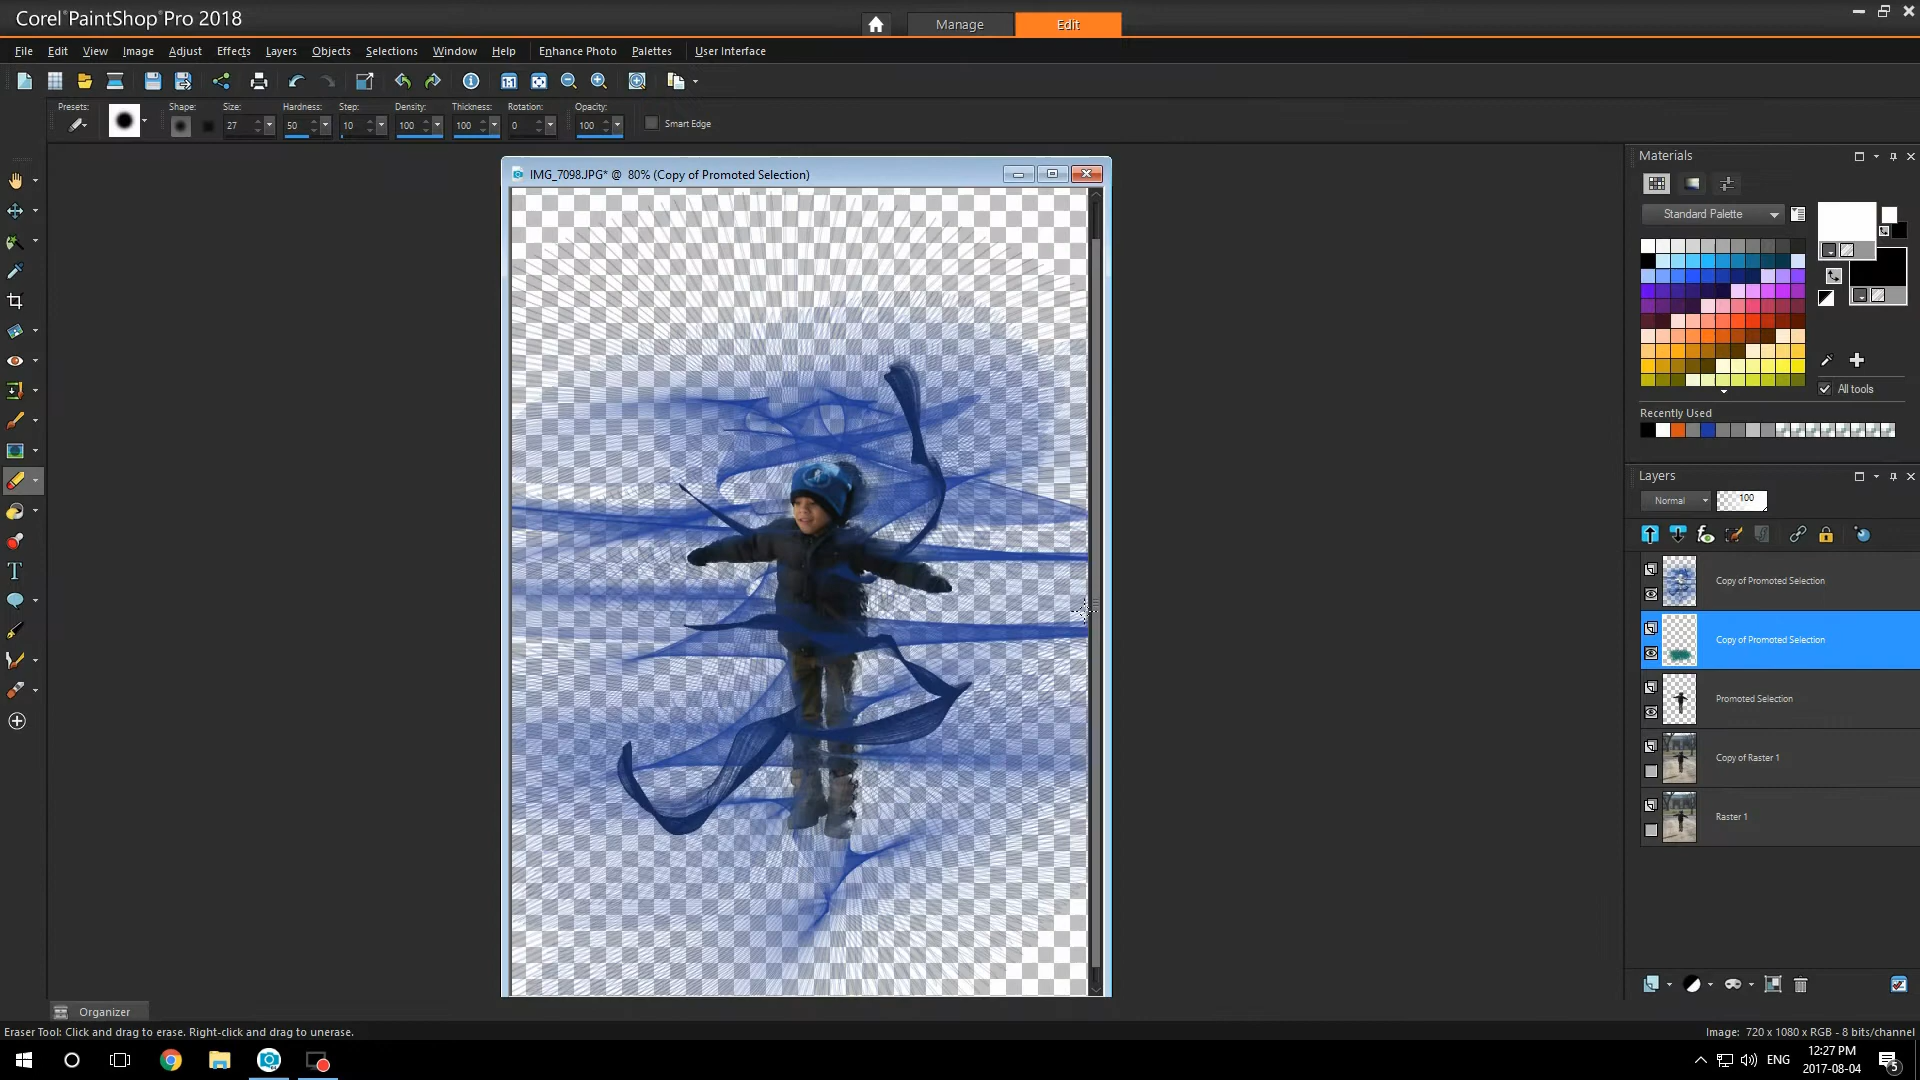 Corel PaintShop Pro 2018
Manage
Edit
File Edit View Image Adjust Effects Layers Objects Selections Window Help Enhance Photo Palettes User Interface
Presets: Shape: Size: Hardness: Step: Density: Thickness: Rotation: Opacity:
27 50 10 100 100 0 100 Smart Edge
IMG_7098.JPG* @ 80% (Copy of Promoted Selection)
Materials
Standard Palette
All tools
Recently Used
Layers
Normal 100
Copy of Promoted Selection
Copy of Promoted Selection
Promoted Selection
Copy of Raster 1
Raster 1
Organizer
Eraser Tool: Click and drag to erase. Right-click and drag to unerase.
Image: 720 x 1080 x RGB - 8 bits/channel
ENG
12:27 PM
2017-08-04
5